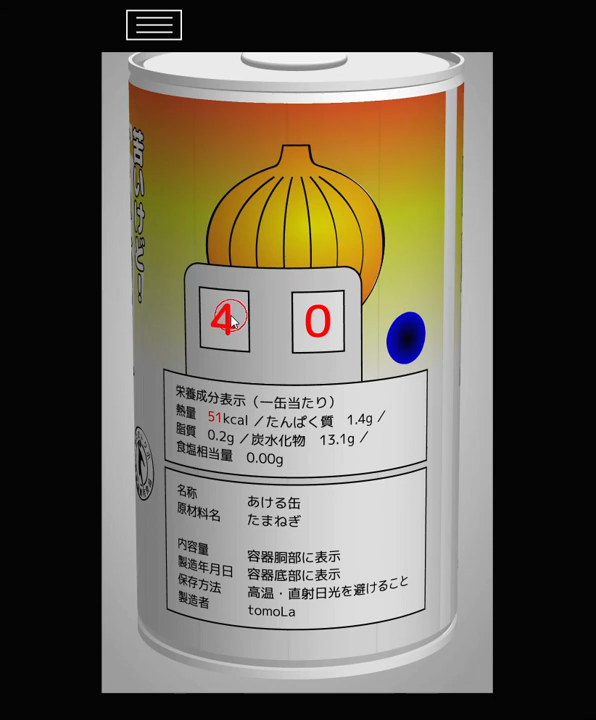 苦いけど
4 0
栄養成分表示（一缶当たり）
熱量 51kcal ／たんぱく質 1.4g ／
脂質 0.2g ／炭水化物 13.1g ／
食塩相当量 0.00g
名称 あける缶
原材料名 たまねぎ
内容量 容器胴部に表示
製造年月日 容器底部に表示
保存方法 高温・直射日光を避けること
製造者 tomoLa